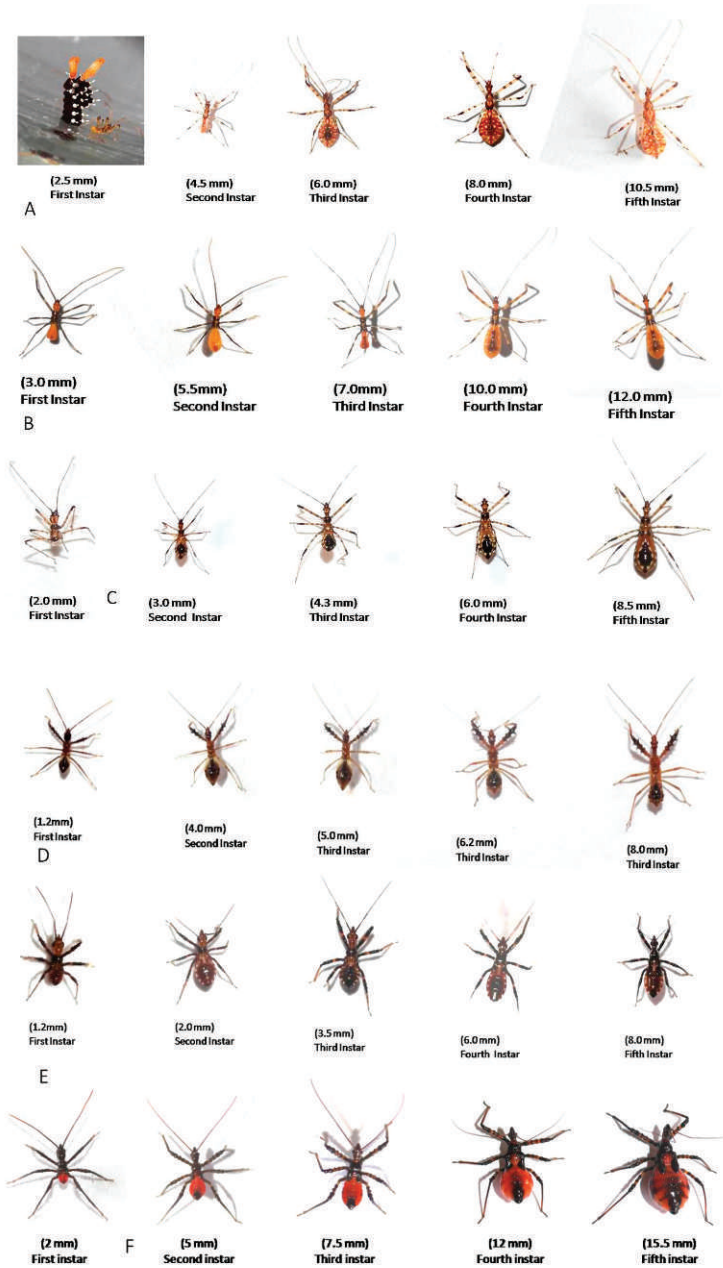 (2.5 mm)
First Instar
(4.5 mm)
Second Instar
(6.0 mm)
Third Instar
(8.0 mm)
Fourth Instar
(10.5 mm)
Fifth Instar
A
(3.0 mm)
First Instar
(5.5mm)
Second Instar
(7.0mm)
Third Instar
(10.0 mm)
Fourth Instar
(12.0 mm)
Fifth Instar
B
(2.0 mm)
First Instar
C
(3.0 mm)
Second Instar
(4.3 mm)
Third Instar
(6.0 mm)
Fourth Instar
(8.5 mm)
Fifth Instar
(1.2mm)
First Instar
(4.0 mm)
Second Instar
(5.0 mm)
Third Instar
(6.2 mm)
Third Instar
(8.0 mm)
Third Instar
D
(1.2mm)
First Instar
(2.0 mm)
Second Instar
(3.5 mm)
Third Instar
(6.0 mm)
Fourth Instar
(8.0 mm)
Fifth Instar
E
(2 mm)
First instar
F
(5 mm)
Second instar
(7.5 mm)
Third instar
(12 mm)
Fourth instar
(15.5 mm)
Fifth instar